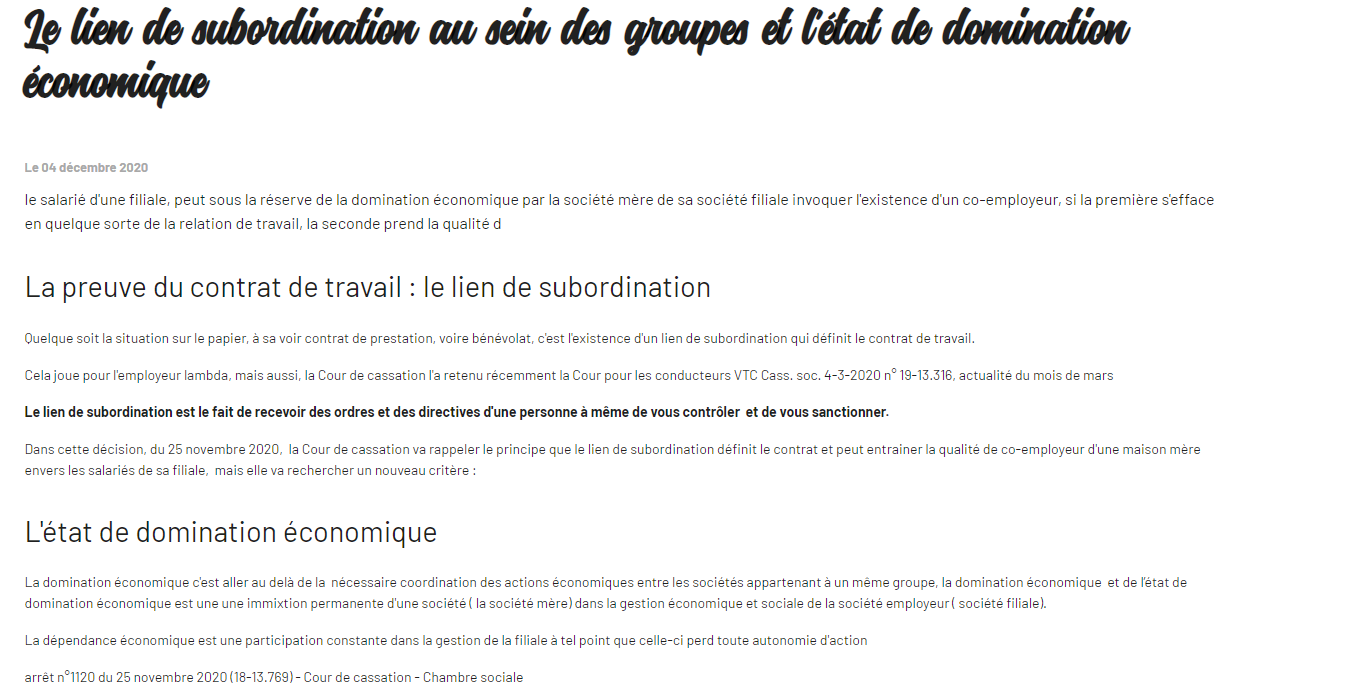 Le lien de subordination au sein des groupes et l'état de domination
économique
Le 04 décembre 2020
le salarié d'une filiale, peut sous la réserve de la domination économique par la société mère de sa société filiale invoquer l'existence d'un co-employeur, si la première s'efface
en quelque sorte de la relation de travail, la seconde prend la qualité d
La preuve du contrat de travail : le lien de subordination
Quelque soit la situation sur le papier, à sa voir contrat de prestation, voire bénévolat, c'est l'existence d'un lien de subordination qui définit le contrat de travail.
Cela joue pour l'employeur lambda, mais aussi, la Cour de cassation l'a retenu récemment la Cour pour les conducteurs VTC Cass. soc. 4-3-2020 n° 19-13.316, actualité du mois de mars
Le lien de subordination est le fait de recevoir des ordres et des directives d'une personne à même de vous contrôler  et de vous sanctionner.
Dans cette décision, du 25 novembre 2020,  la Cour de cassation va rappeler le principe que le lien de subordination définit le contrat et peut entrainer la qualité de co-employeur d'une maison mère
envers les salariés de sa filiale,  mais elle va rechercher un nouveau critère :
L'état de domination économique
La domination économique c'est aller au delà de la  nécessaire coordination des actions économiques entre les sociétés appartenant à un même groupe, la domination économique  et de l'état de
domination économique est une une immixtion permanente d'une société ( la société mère) dans la gestion économique et sociale de la société employeur ( société filiale).
La dépendance économique est une participation constante dans la gestion de la filiale à tel point que celle-ci perd toute autonomie d'action
arrêt n°1120 du 25 novembre 2020 (18-13.769) - Cour de cassation - Chambre sociale